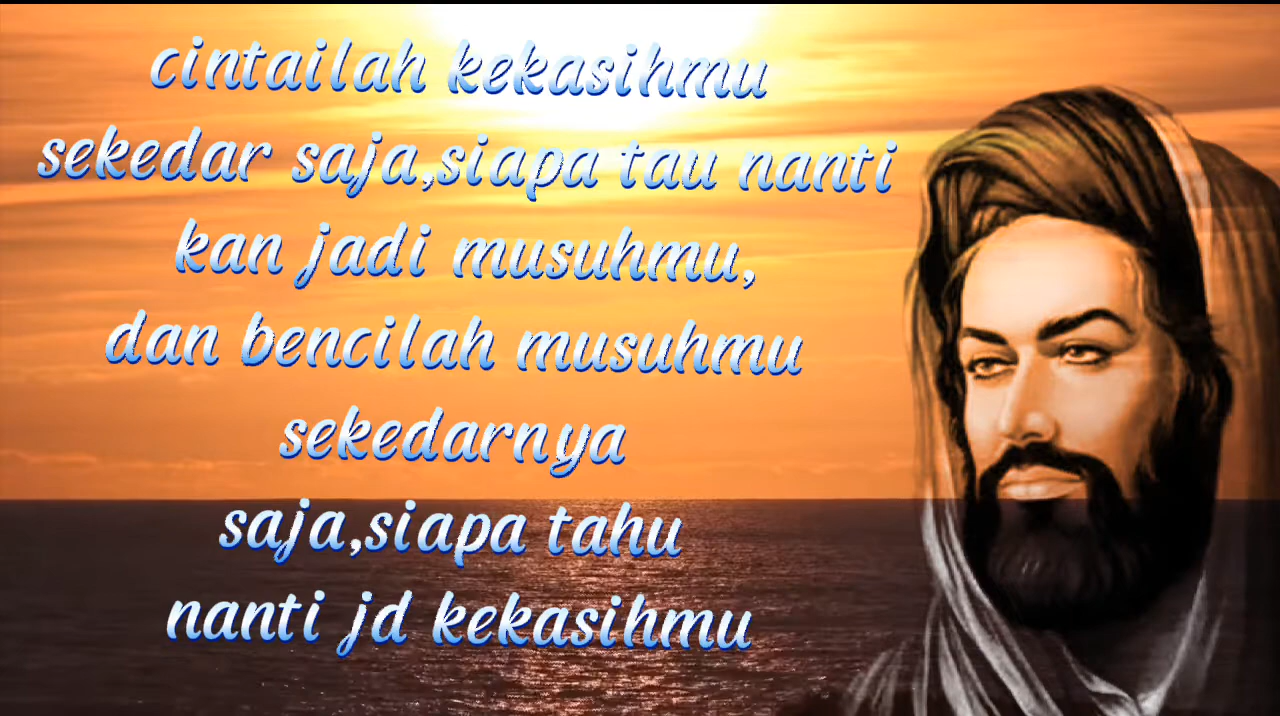 cintailah kekasihmu
sekedar saja,siapa tau nanti
kan jadi musuhmu,
dan bencilah musuhmu
sekedarnya
saja,siapa tahu
nanti jd kekasihmu